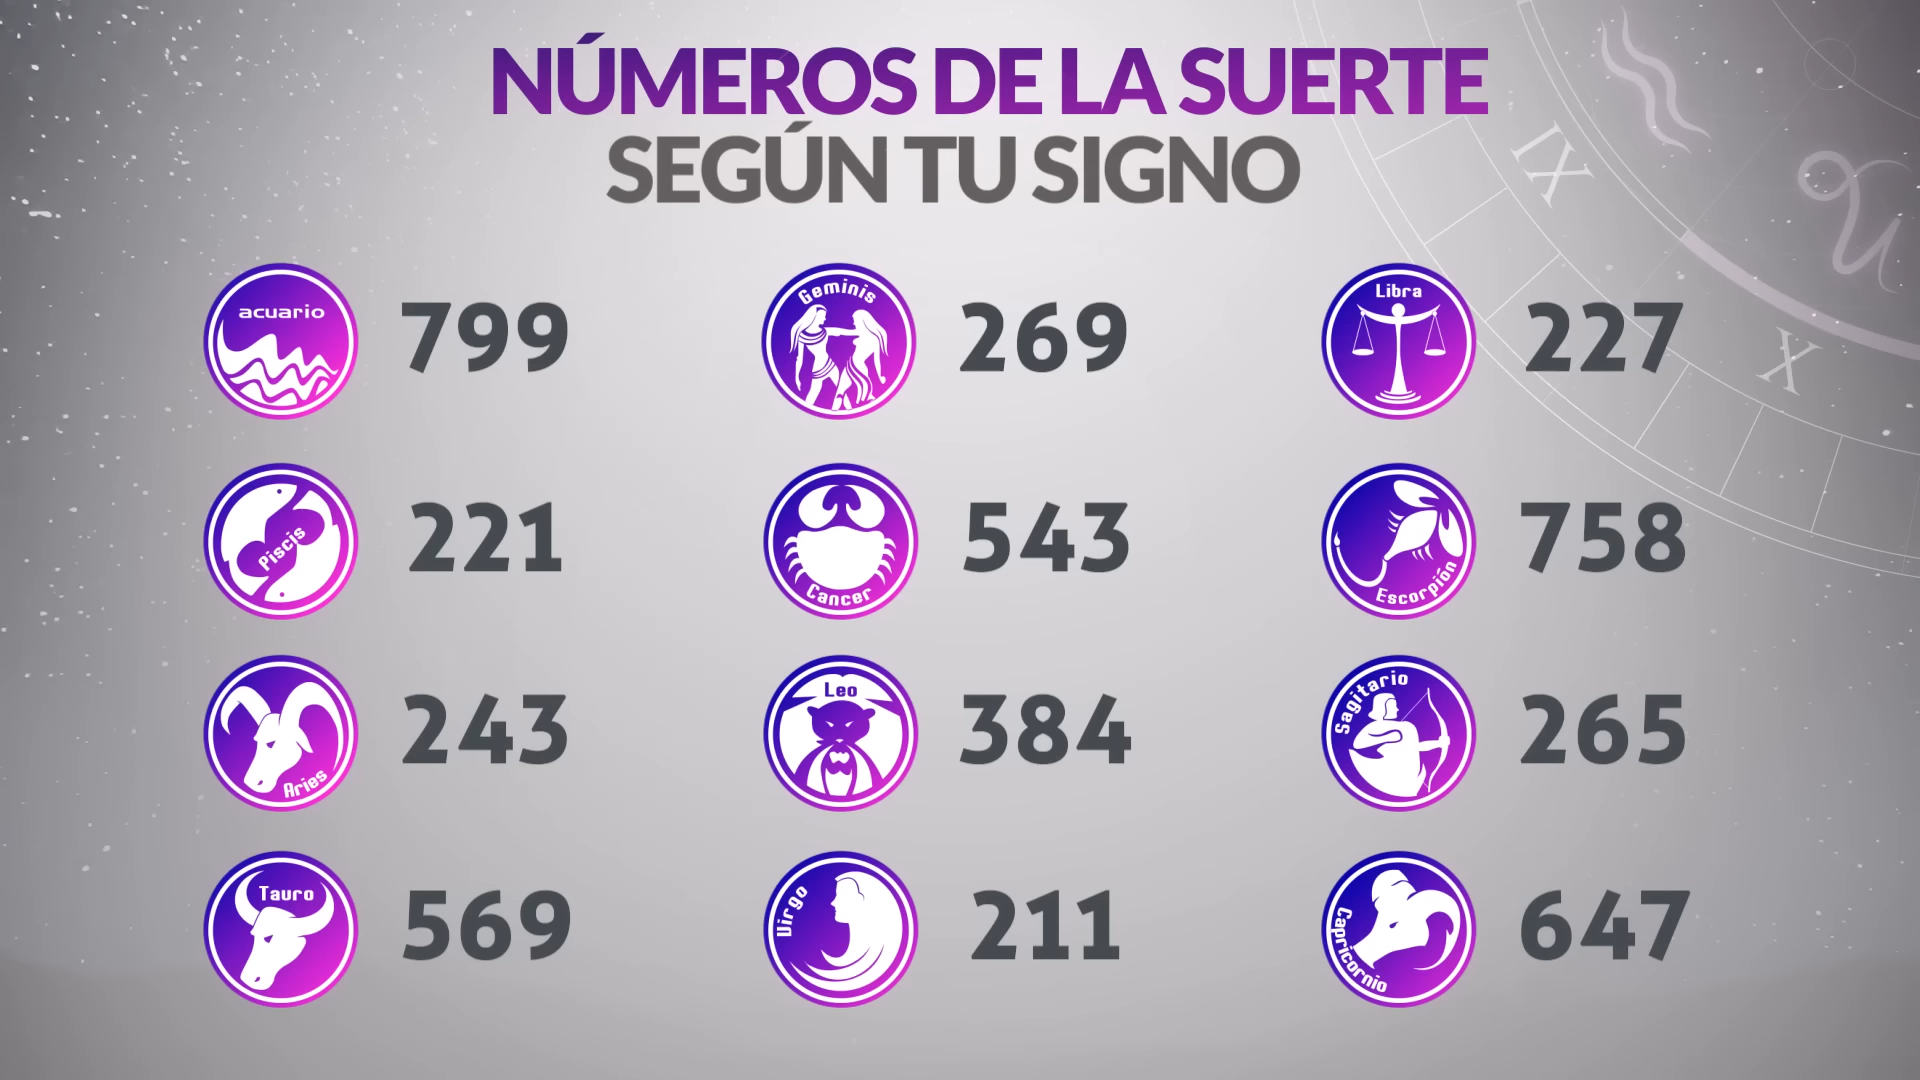 NÚMEROS DE LA SUERTE
SEGÚN TU SIGNO
acuario 799
Geminis 269
Libra 227
Piscis 221
Cancer 543
Escorpión 758
Aries 243
Leo 384
Sagitario 265
Tauro 569
Virgo 211
Capricornio 647
IX
X